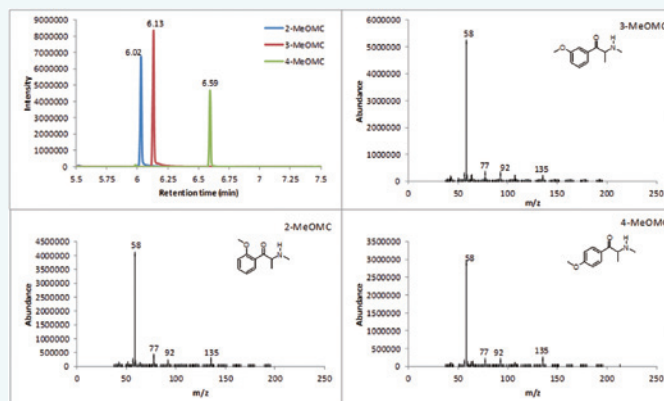 2-MeOMC
3-MeOMC
4-MeOMC
6.02
6.13
6.59
Intensity
9000000
8000000
7000000
6000000
5000000
4000000
3000000
2000000
1000000
0
5.5
5.75
6
6.25
6.5
6.75
7
7.25
7.5
Retention time (min)
3-MeOMC
58
77
92
135
Abundance
6000000
5000000
4000000
3000000
2000000
1000000
0
0
50
100
150
200
250
m/z
O
O
H
N
2-MeOMC
58
77
92
135
Abundance
4500000
4000000
3500000
3000000
2500000
2000000
1500000
1000000
500000
0
0
50
100
150
200
250
m/z
O
O
H
N
4-MeOMC
58
77
92
135
Abundance
3500000
3000000
2500000
2000000
1500000
1000000
500000
0
0
50
100
150
200
250
m/z
O
O
H
N